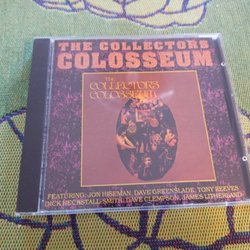 THE COLLECTORS
COLOSSEUM
The
COLLECTORS
COLOSSEUM
FEATURING: JON HISEMAN, DAVE GREENSLADE, TONY REEVES,
DICK HECKSTALL-SMITH, DAVE CLEMPSON, JAMES LITHERLAND